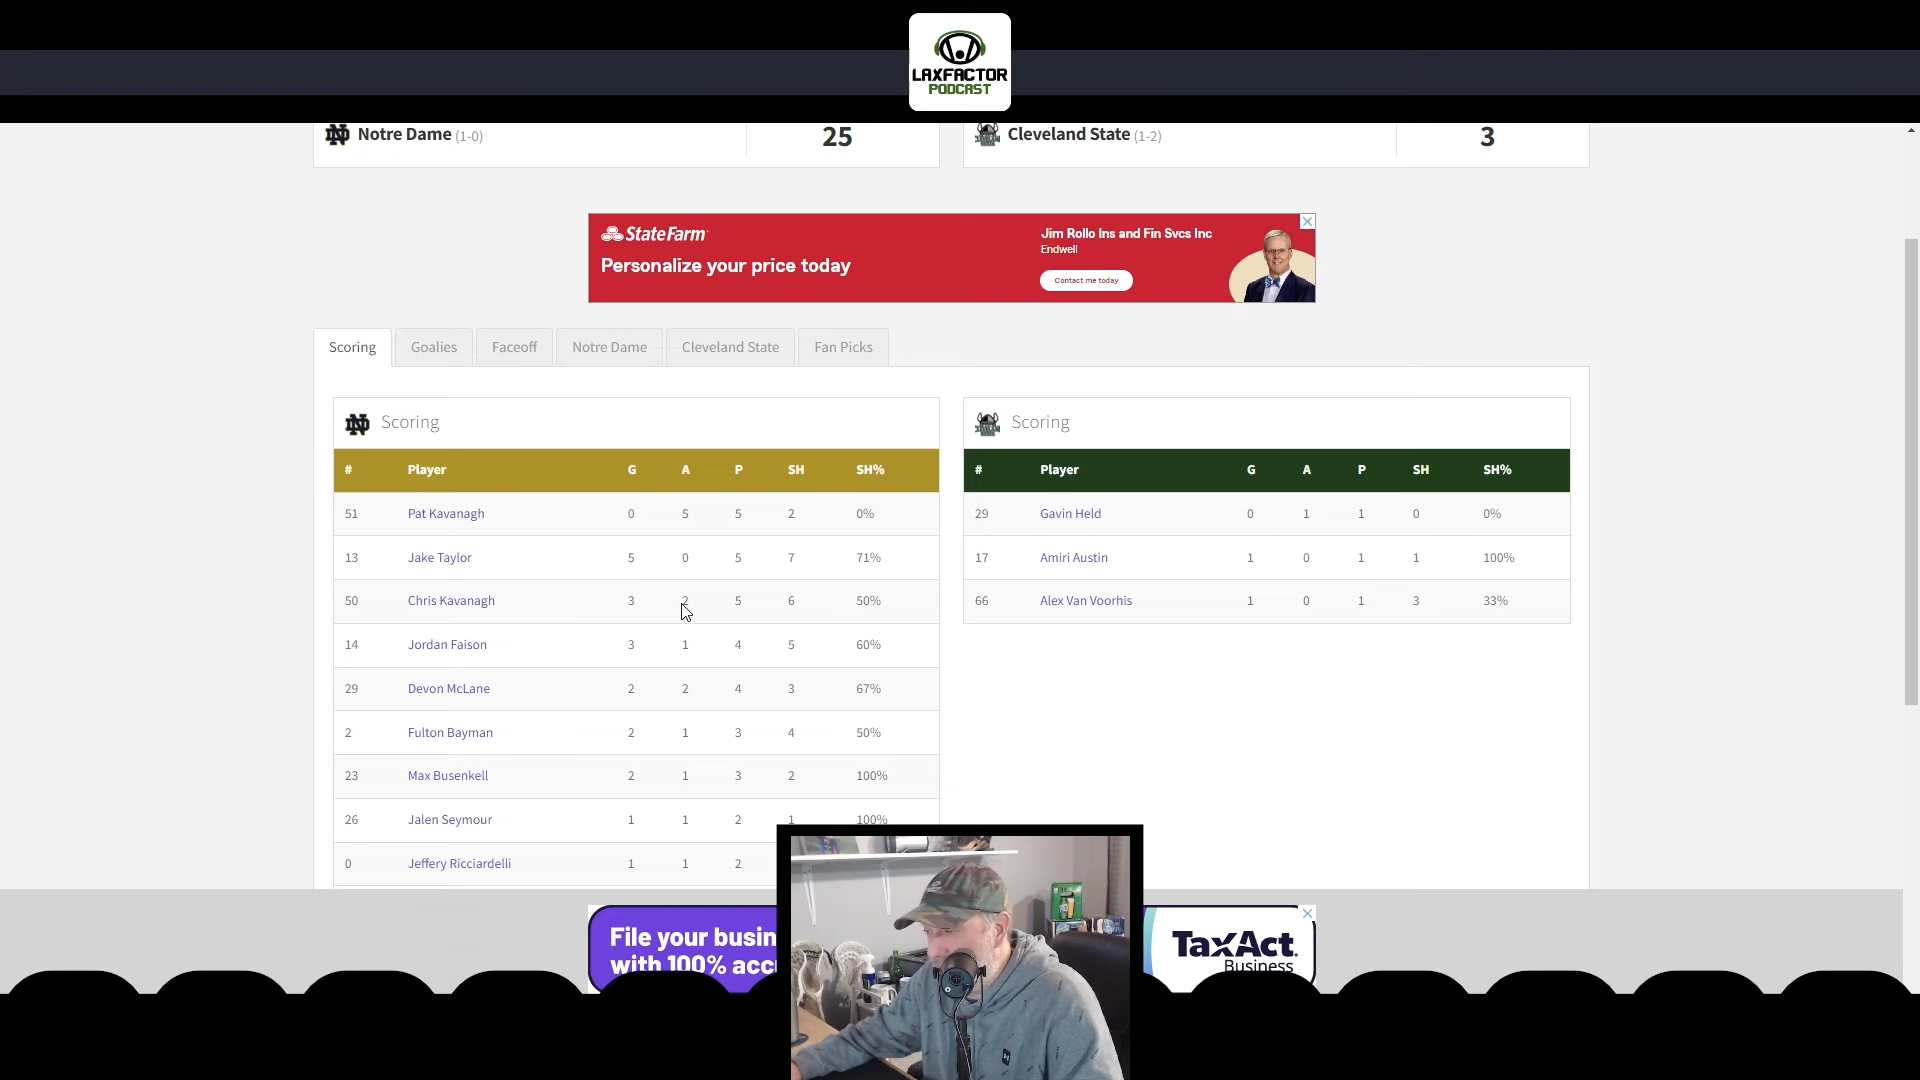 LAXFACTOR
PODCAST
Notre Dame (1-0) 25
Cleveland State (1-2) 3
StateFarm
Personalize your price today
Jim Rollo Ins and Fin Svcs Inc
Endwell
Contact me today
Scoring Goalies Faceoff Notre Dame Cleveland State Fan Picks
Scoring
# Player G A P SH SH%
51 Pat Kavanagh 0 5 5 2 0%
13 Jake Taylor 5 0 5 7 71%
50 Chris Kavanagh 3 2 5 6 50%
14 Jordan Faison 3 1 4 5 60%
29 Devon McLane 2 2 4 3 67%
2 Fulton Bayman 2 1 3 4 50%
23 Max Busenkell 2 1 3 2 100%
26 Jalen Seymour 1 1 2 1 100%
0 Jeffery Ricciardelli 1 1 2
Scoring
# Player G A P SH SH%
29 Gavin Held 0 1 1 0 0%
17 Amiri Austin 1 0 1 1 100%
66 Alex Van Voorhis 1 0 1 3 33%
File your busin
with 100% acc
TaxAct
Business